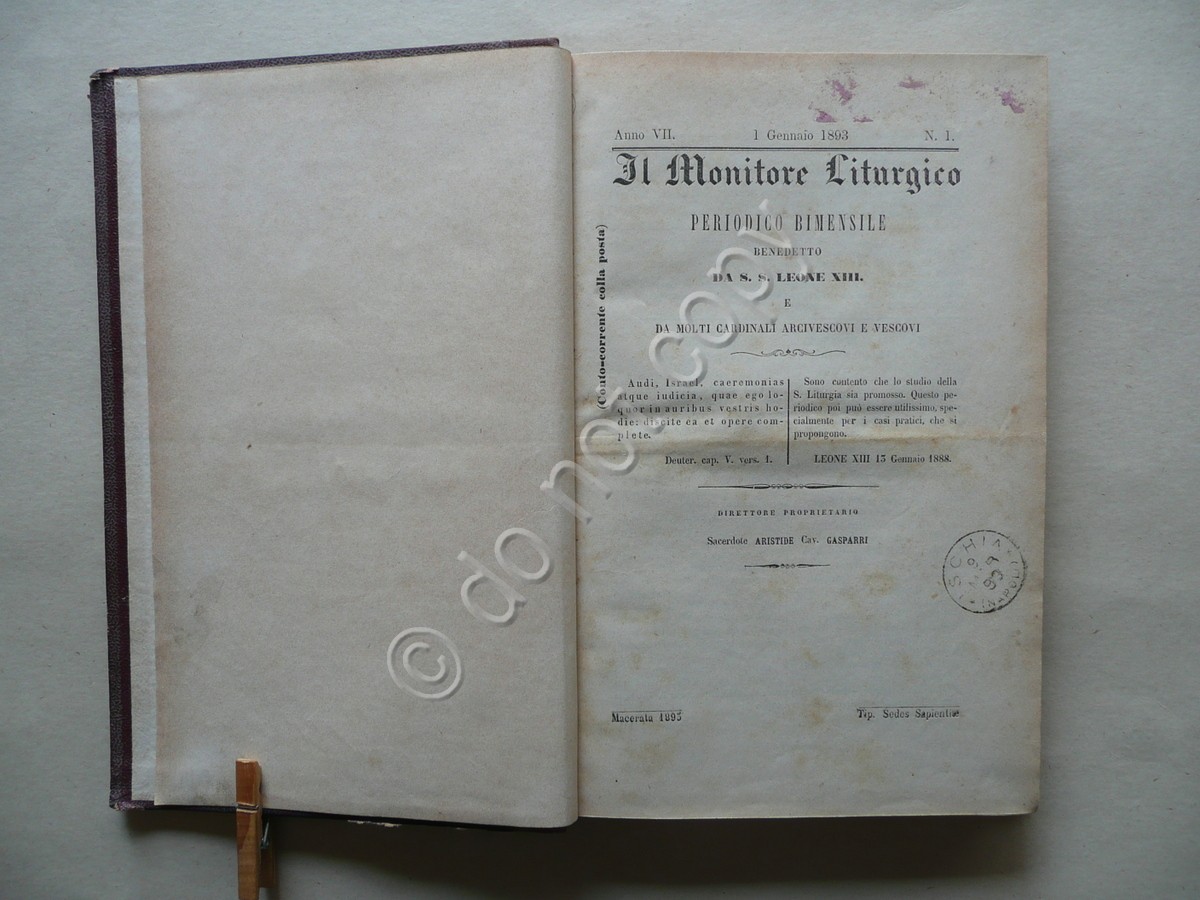 Anno VII. 1 Gennaio 1893 N. 1.
Il Monitore Liturgico
PERIODICO BIMENSILE
BENEDETTO
DA S. S. LEONE XIII.
E
DA MOLTI CARDINALI ARCIVESCOVI E VESCOVI
(Conto-corrente colla posta)
Audi, Israel, caeremonias
atque iudicia, quae ego lo-
quor in auribus vestris ho-
die: discite ea et opere com-
plete.
Deuter. cap. V. vers. 1.
Sono contento che lo studio della
S. Liturgia sia promosso. Questo pe-
riodico poi può essere utilissimo, spe-
cialmente per i casi pratici, che si
propongono.
LEONE XIII 15 Gennaio 1888.
DIRETTORE PROPRIETARIO
Sacerdote ARISTIDE Cav. GASPARRI
ISCHIA
(NAPOLI)
93
Macerata 1893
Tip. Sedes Sapientiæ
© do not copy